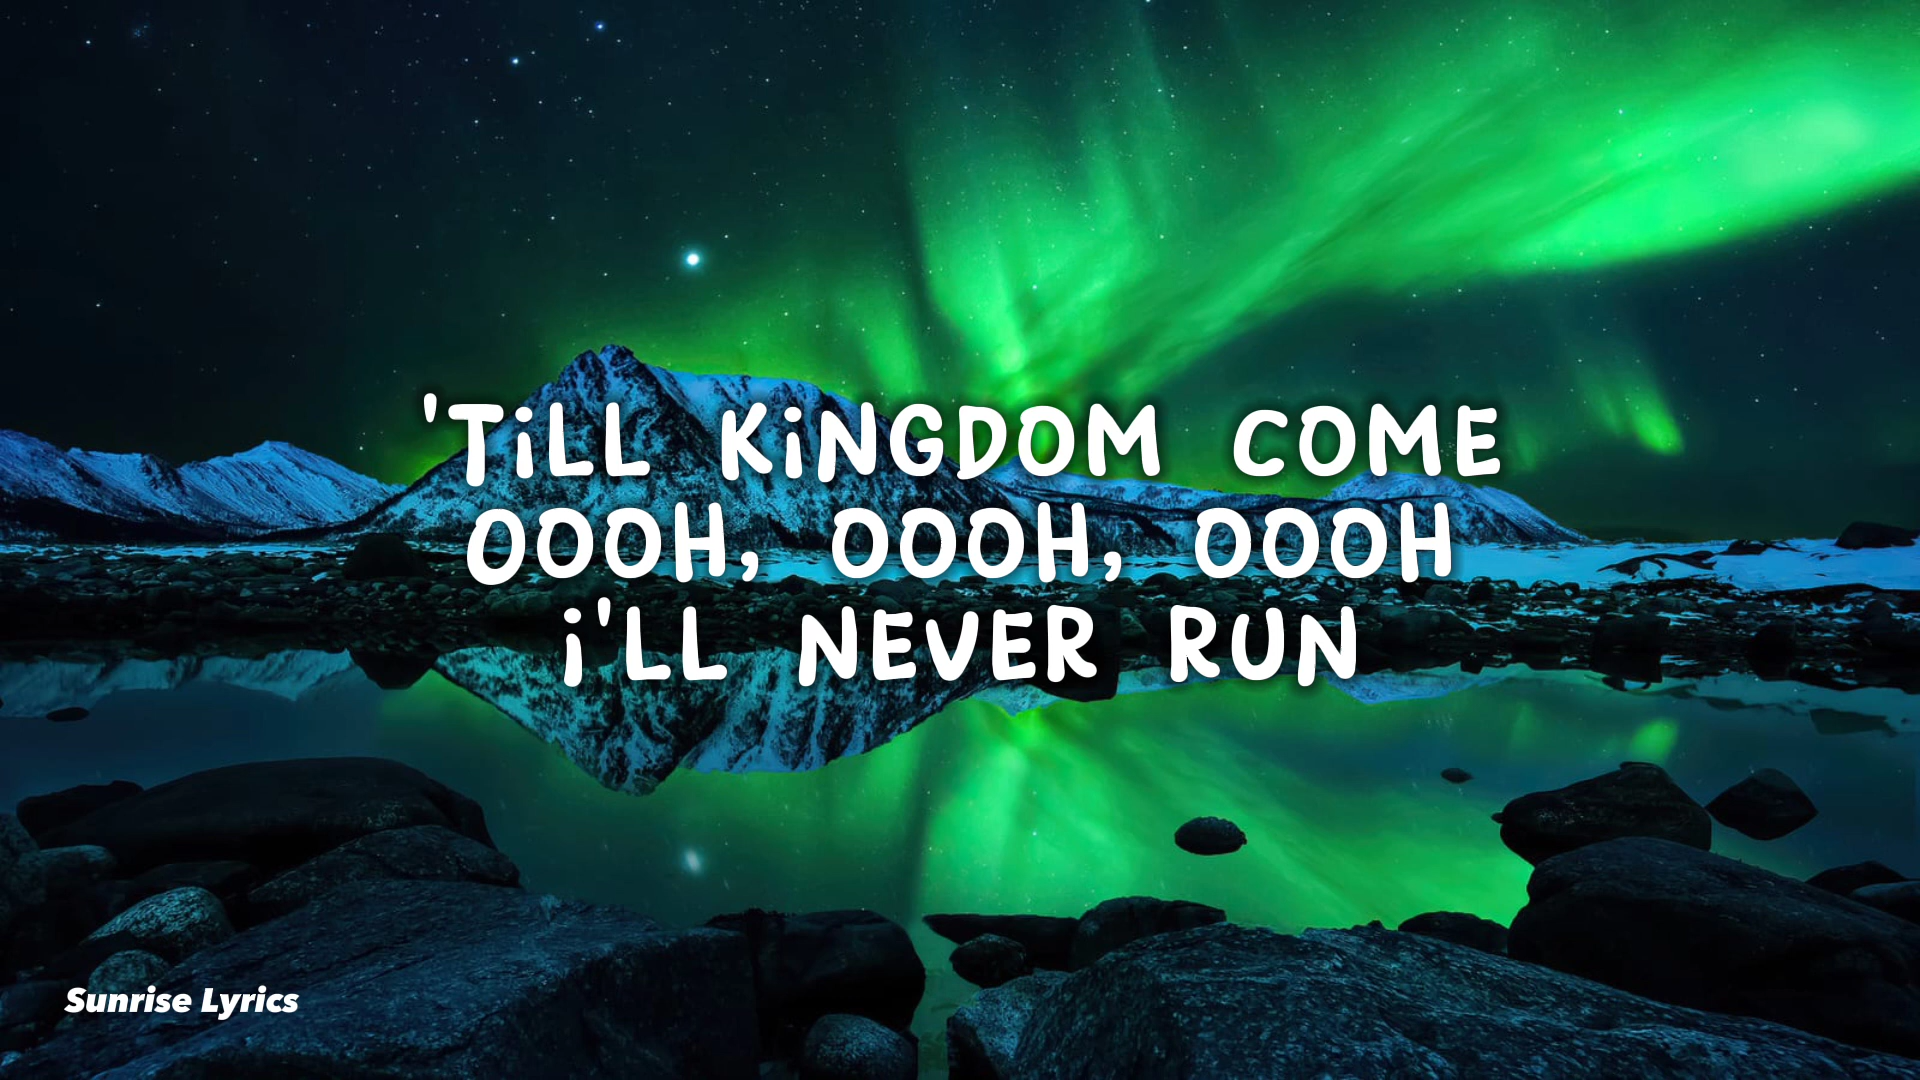 'TiLL KiNGDOM COME
OOOH, OOOH, OOOH
i'LL NEVER RUN
Sunrise Lyrics